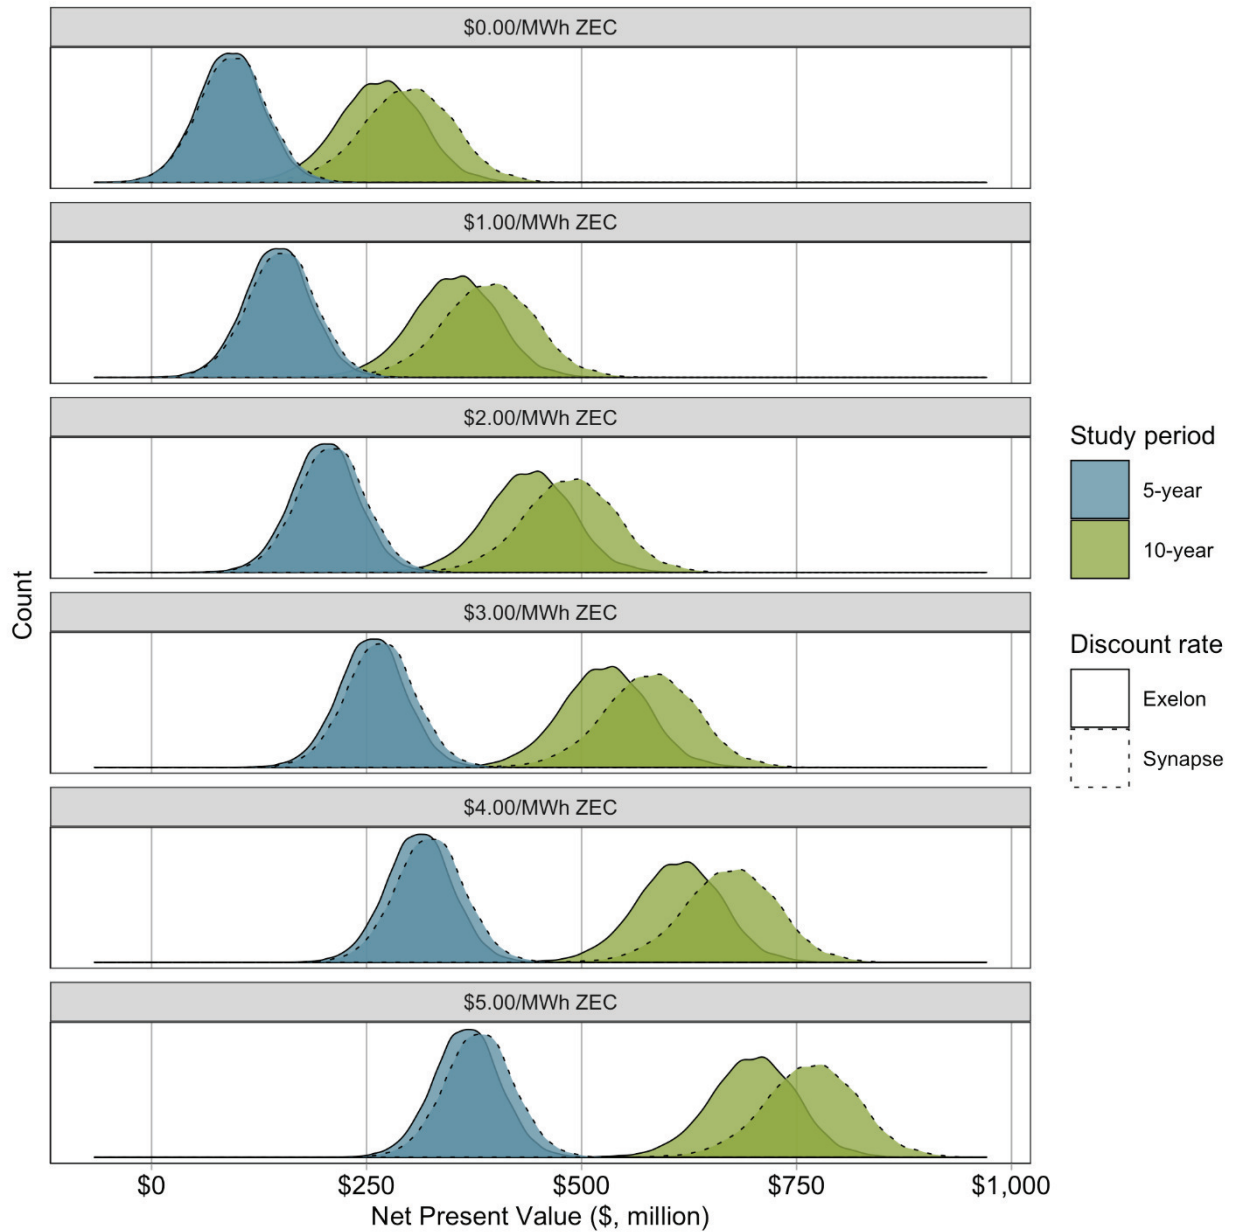 $0.00/MWh ZEC
$1.00/MWh ZEC
$2.00/MWh ZEC
$3.00/MWh ZEC
$4.00/MWh ZEC
$5.00/MWh ZEC
Count
$0 $250 $500 $750 $1,000
Net Present Value ($, million)
Study period
5-year
10-year
Discount rate
Exelon
Synapse